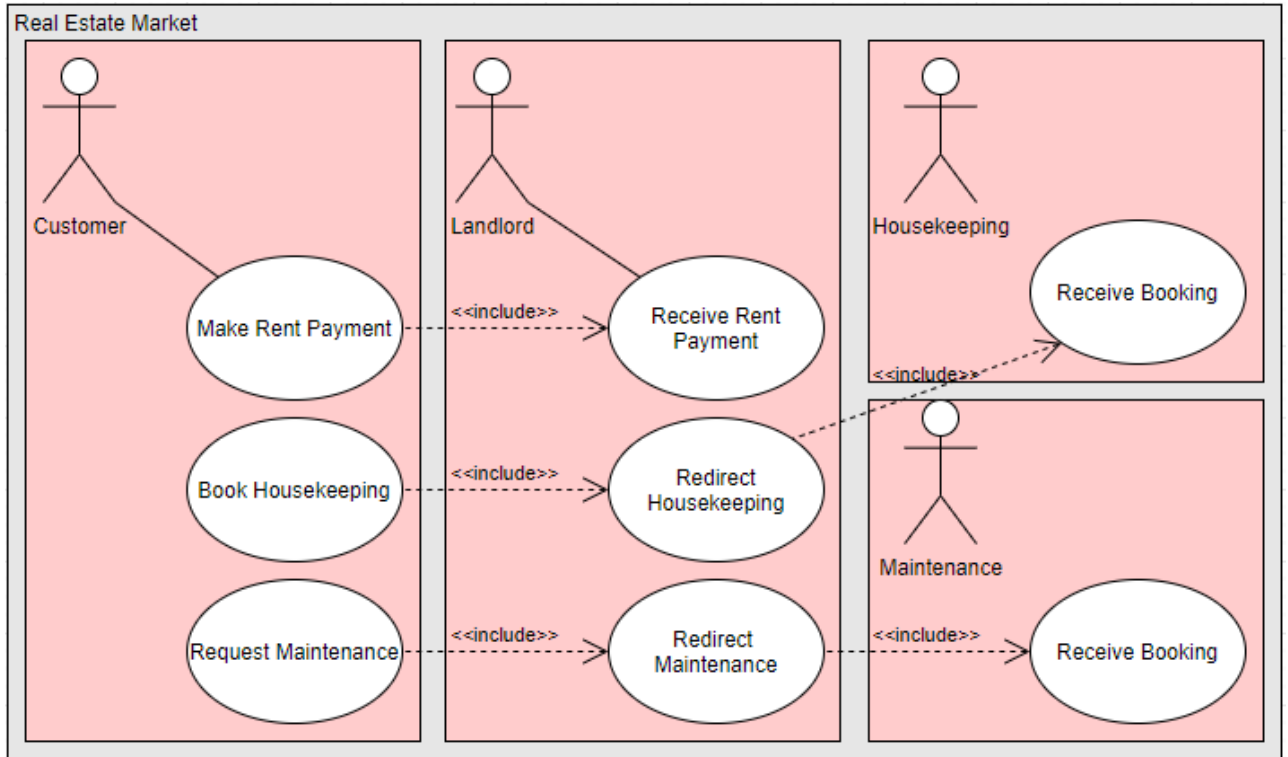 Real Estate Market
Customer
Landlord
Housekeeping
Receive Booking
Make Rent Payment
<<include>>
Receive Rent
Payment
<<include>>
Book Housekeeping
<<include>>
Redirect
Housekeeping
Maintenance
Request Maintenance
<<include>>
Redirect
Maintenance
<<include>>
Receive Booking